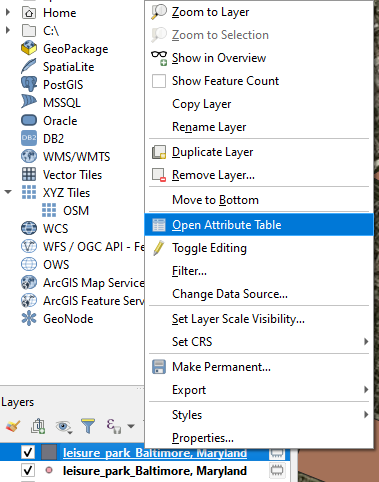 Home
C:\
GeoPackage
SpatiaLite
PostGIS
MSSQL
Oracle
DB2
DB2
WMS/WMTS
Vector Tiles
XYZ Tiles
OSM
WCS
WFS / OGC API - Fe
OWS
ArcGIS Map Service
ArcGIS Feature Serv
GeoNode
Zoom to Layer
Zoom to Selection
Show in Overview
Show Feature Count
Copy Layer
Rename Layer
Duplicate Layer
Remove Layer...
Move to Bottom
Open Attribute Table
Toggle Editing
Filter...
Change Data Source...
Set Layer Scale Visibility...
Set CRS
Make Permanent...
Export
Styles
Properties...
Layers
leisure_park_Baltimore, Maryland
leisure_park_Baltimore, Maryland